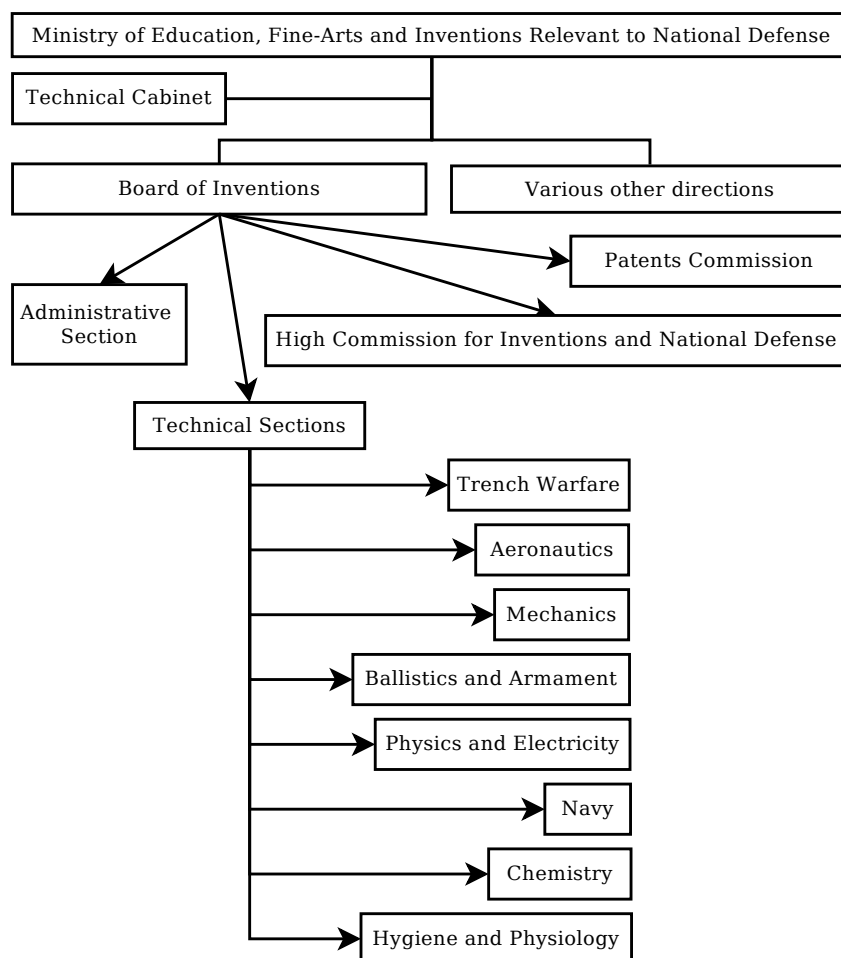 Ministry of Education, Fine-Arts and Inventions Relevant to National Defense
Technical Cabinet
Board of Inventions
Various other directions
Patents Commission
Administrative
Section
High Commission for Inventions and National Defense
Technical Sections
Trench Warfare
Aeronautics
Mechanics
Ballistics and Armament
Physics and Electricity
Navy
Chemistry
Hygiene and Physiology